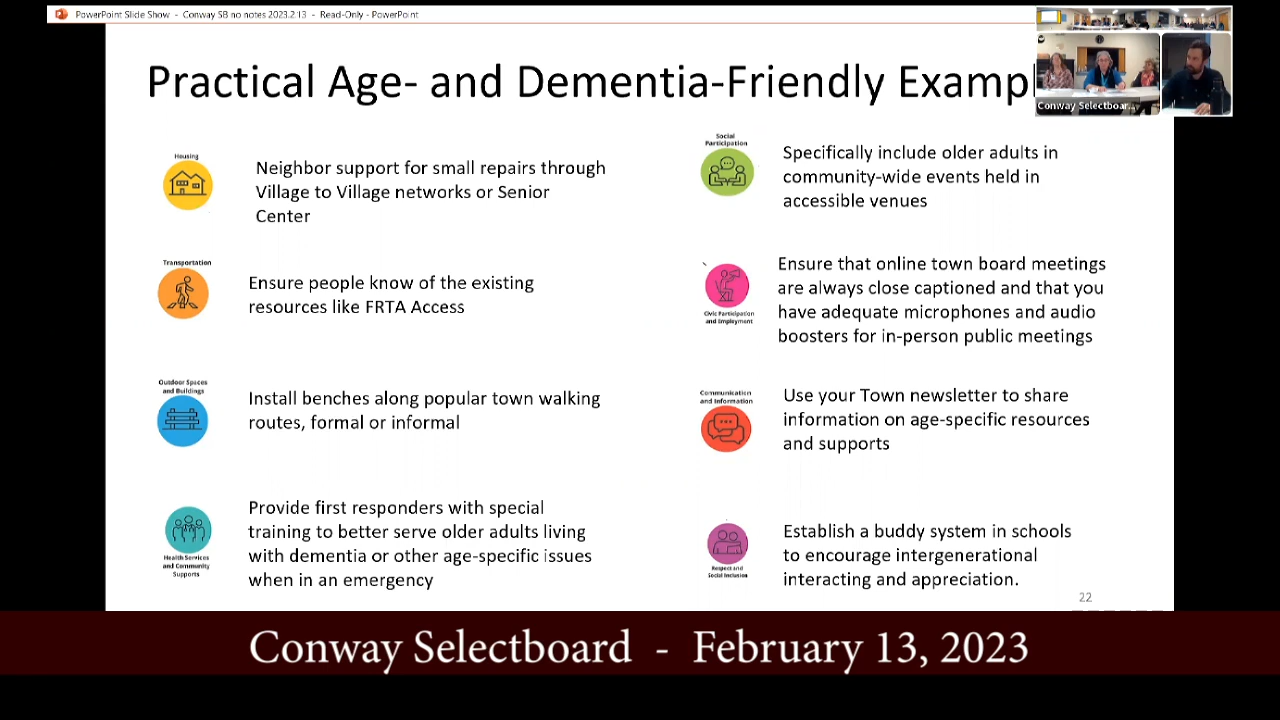 PowerPoint Slide Show - Conway SB no notes 2023.2.13 - Read-Only - PowerPoint
Practical Age- and Dementia-Friendly Exampl
Conway Selectboar...
Housing
Neighbor support for small repairs through
Village to Village networks or Senior
Center
Transportation
Ensure people know of the existing
resources like FRTA Access
Outdoor Spaces
and Buildings
Install benches along popular town walking
routes, formal or informal
Provide first responders with special
training to better serve older adults living
with dementia or other age-specific issues
when in an emergency
Health Services
and Community
Supports
Social
Participation
Specifically include older adults in
community-wide events held in
accessible venues
Ensure that online town board meetings
are always close captioned and that you
have adequate microphones and audio
boosters for in-person public meetings
Civic Participation
and Employment
Communication
and Information
Use your Town newsletter to share
information on age-specific resources
and supports
Establish a buddy system in schools
to encourage intergenerational
interacting and appreciation.
Respect and
Social Inclusion
22
Conway Selectboard - February 13, 2023